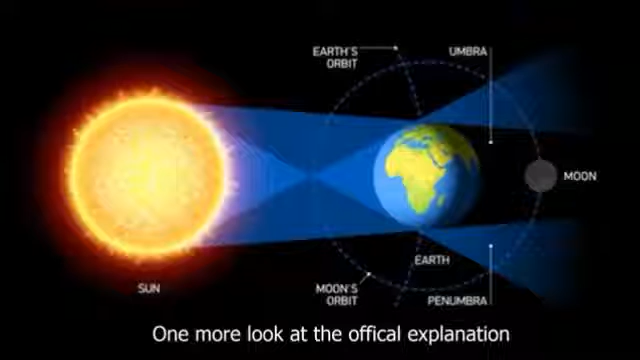 EARTH'S
ORBIT
UMBRA
MOON
EARTH
SUN
MOON'S
ORBIT
PENUMBRA
One more look at the offical explanation